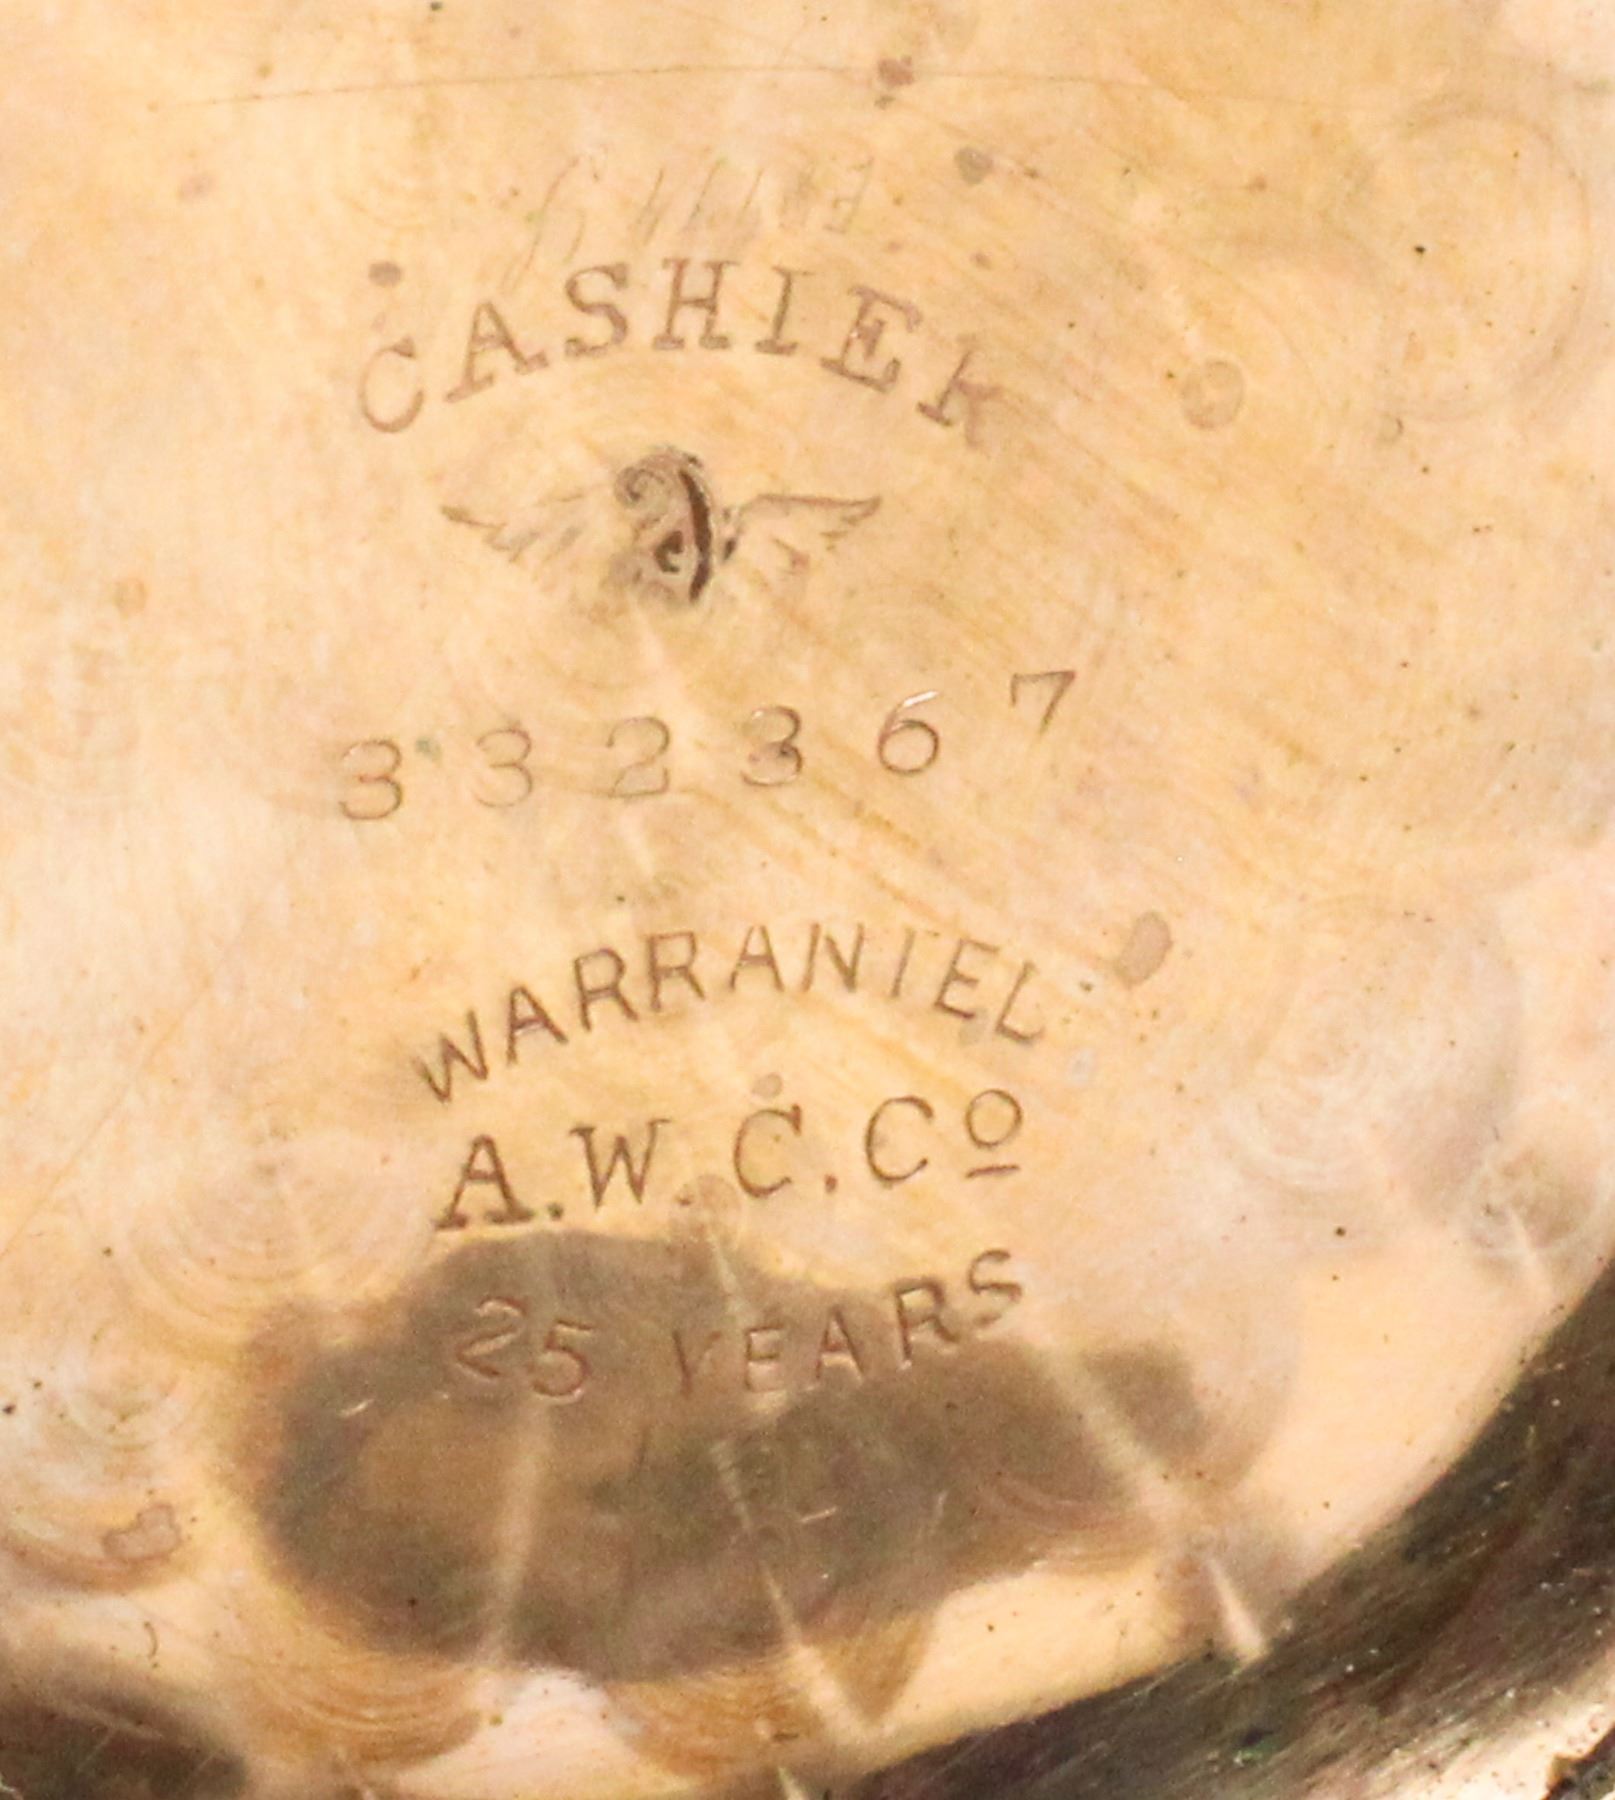 CASHIER
332367
WARRANTED
A.W.C.Co
25 YEARS